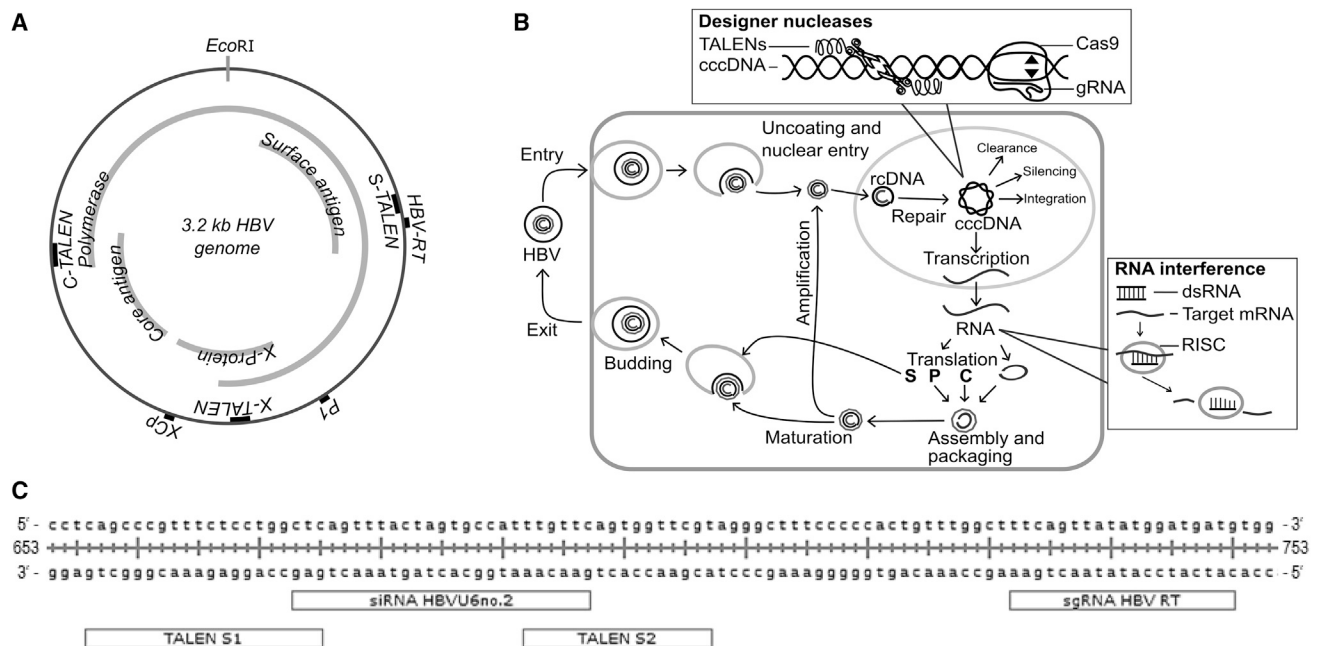 A
EcoRI
Surface antigen
S-TALEN
HBV-RT
3.2 kb HBV
genome
Polymerase
C-TALEN
Core antigen
X-Protein
X-TALEN
XCp
P1
B
Designer nucleases
TALENs
cccDNA
Cas9
gRNA
Entry
HBV
Exit
Uncoating and
nuclear entry
rcDNA
Repair
cccDNA
Clearance
Silencing
Integration
Transcription
RNA
Translation
S P C
Amplification
Budding
Maturation
Assembly and
packaging
RNA interference
dsRNA
Target mRNA
RISC
C
5' - cctcagcccgtttctcctggctcagtttactagtgccatttgttcagtggttcgtagggctttcccccactgtttggctttcagttatatggatgatgtgg - 3'
653 753
3' - ggagtcgggcaaagaggaccgagtcaaatgatcacggtaaacaagtcaccaagcatcccgaaagggggtgacaaaccgaaagtcaatatacctactacacc - 5'
siRNA HBVU6no.2 sgRNA HBV RT
TALEN S1 TALEN S2